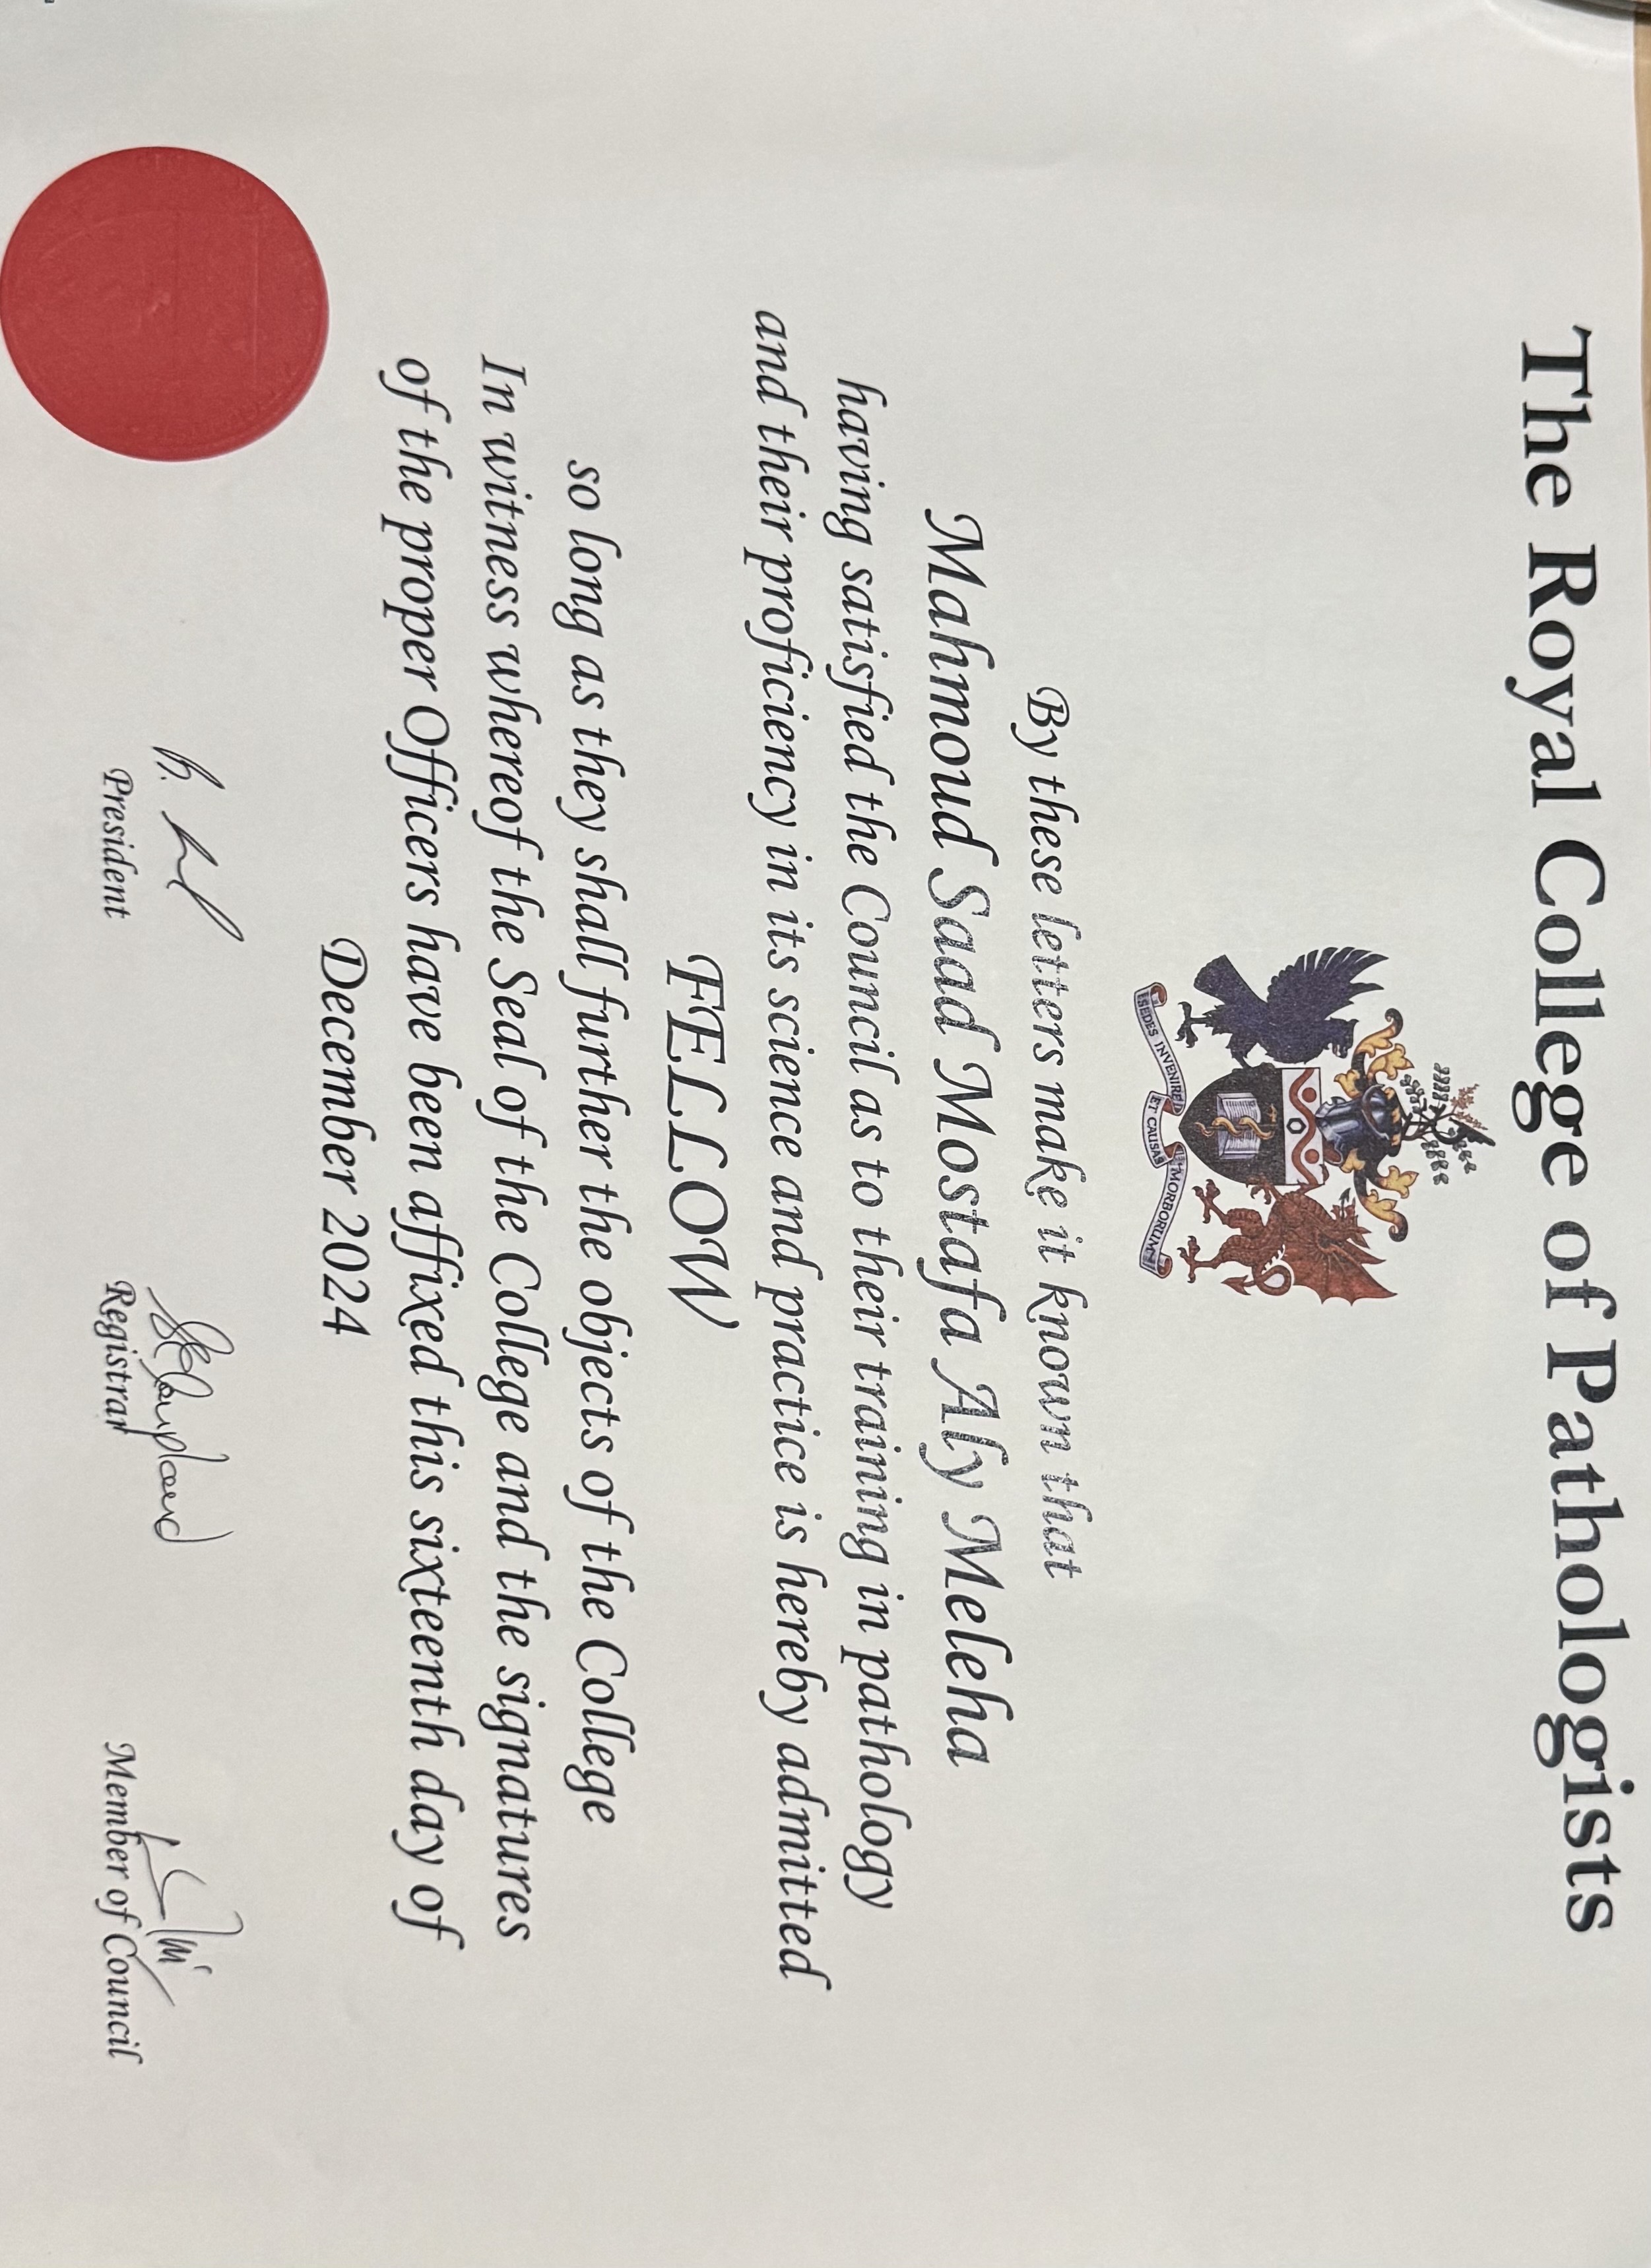 The Royal College of Pathologists
SEDES INVENIRE ET CAUSAS MORBORUM
By these letters make it known that
Mahmoud Saad Mostafa Aly Meleha
having satisfied the Council as to their training in pathology
and their proficiency in its science and practice is hereby admitted
FELLOW
so long as they shall further the objects of the College
In witness whereof the Seal of the College and the signatures
of the proper Officers have been affixed this sixteenth day of
December 2024
President
Registrar
Member of Council